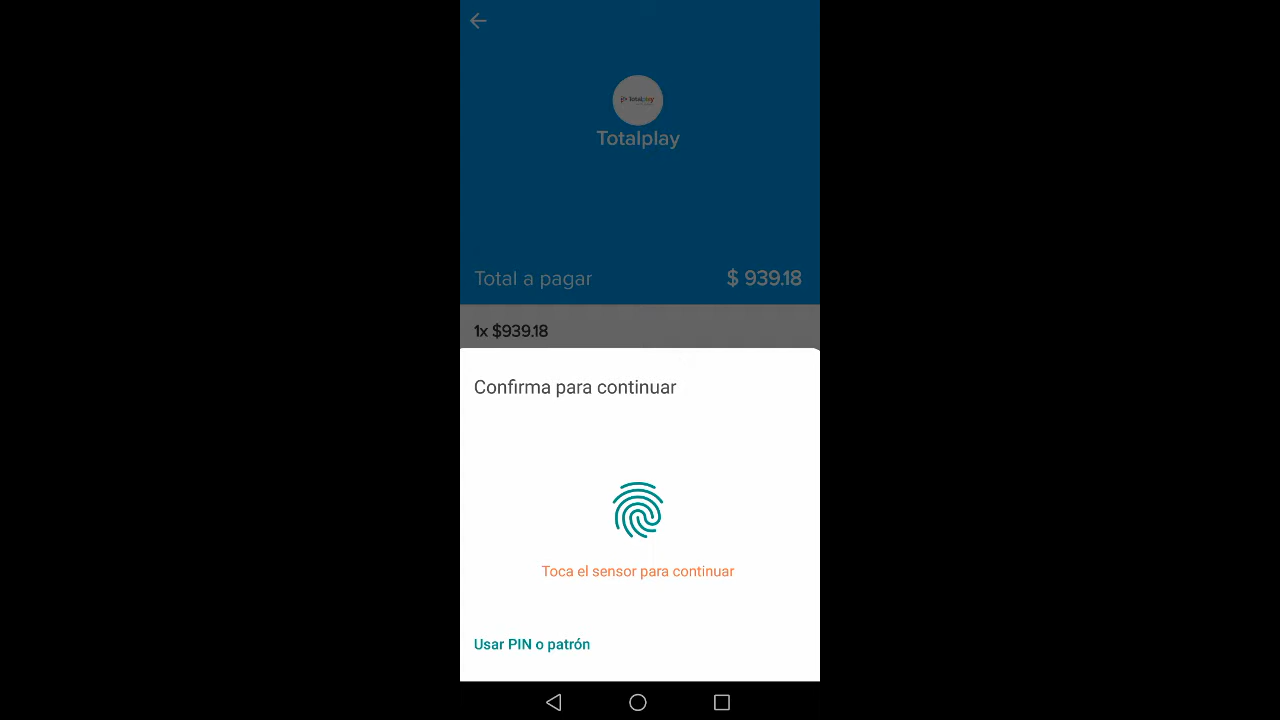 totalplay
Totalplay
Total a pagar $ 939.18
1x $939.18
Confirma para continuar
Toca el sensor para continuar
Usar PIN o patrón